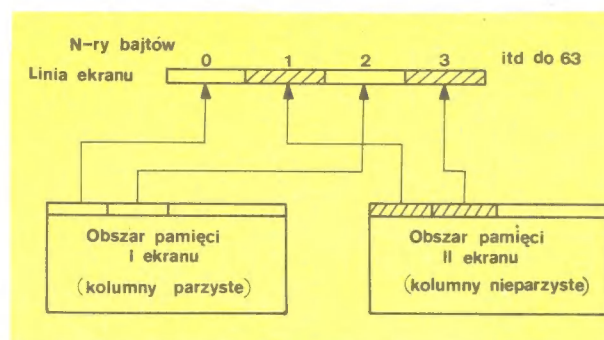 N-ry bajtów
0 1 2 3 itd do 63
Linia ekranu
Obszar pamięci
I ekranu
(kolumny parzyste)
Obszar pamięci
II ekranu
(kolumny nieparzyste)